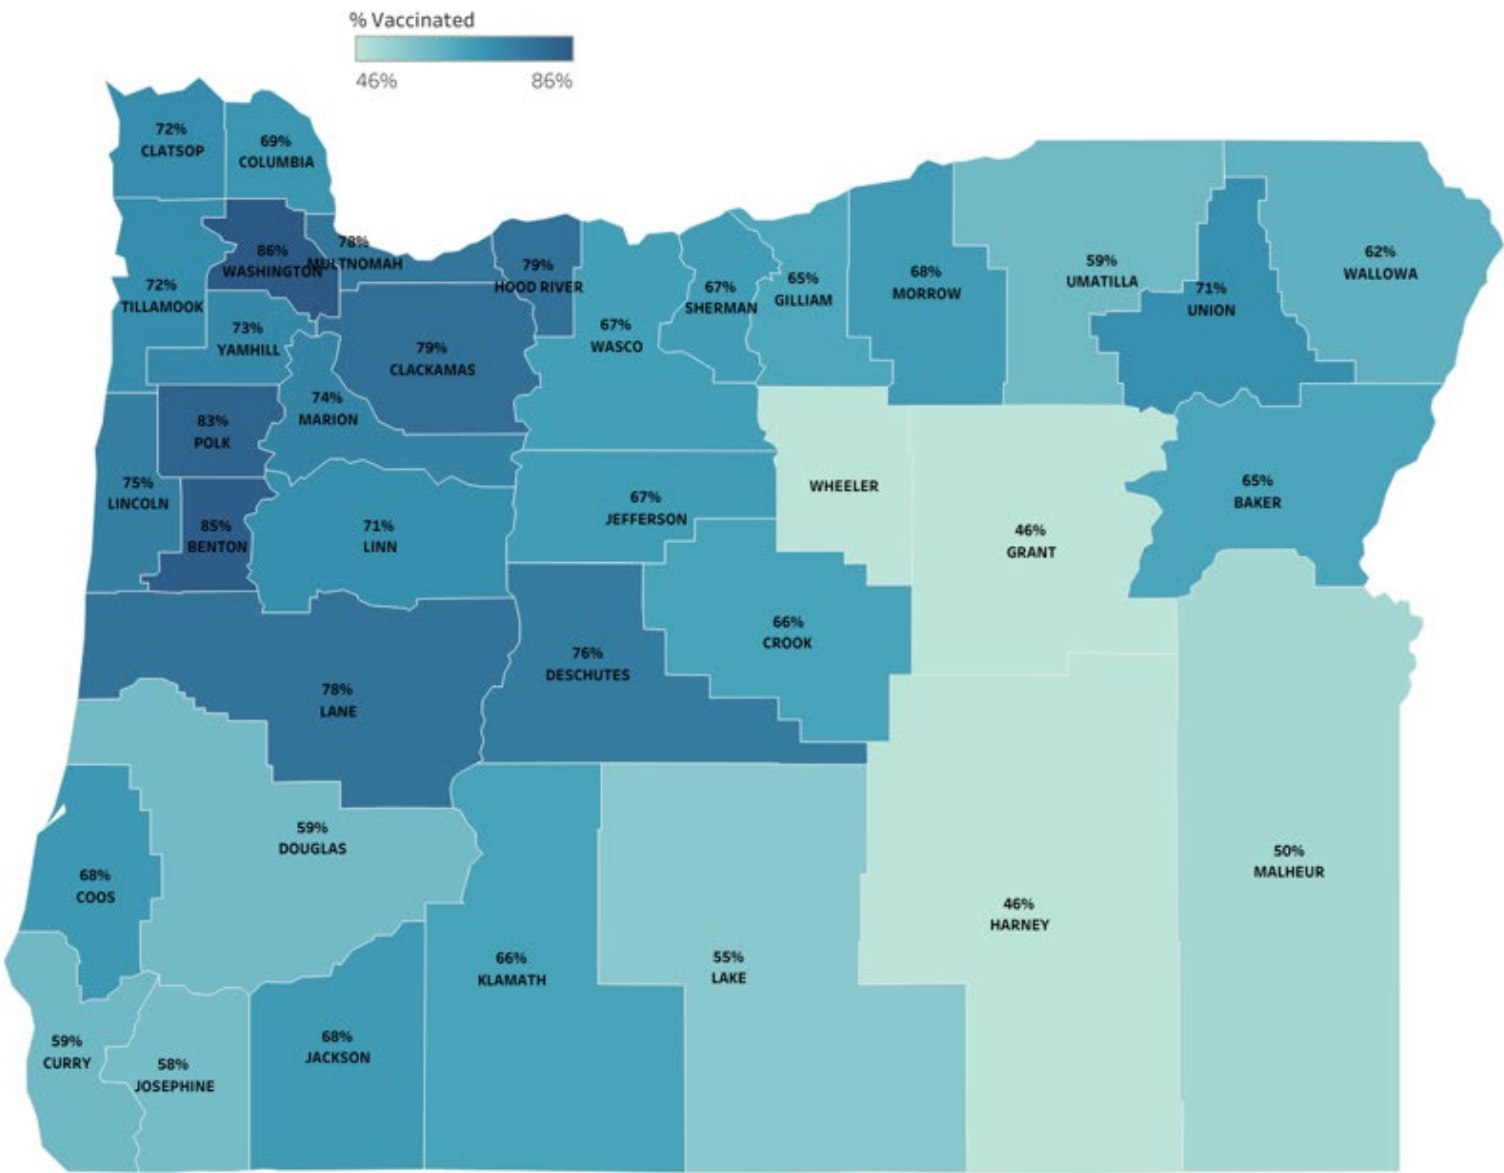 % Vaccinated
46% 86%
72%
CLATSOP
69%
COLUMBIA
86%
WASHINGTON
78%
MULTNOMAH
79%
HOOD RIVER
72%
TILLAMOOK
73%
YAMHILL
79%
CLACKAMAS
67%
WASCO
67%
SHERMAN
65%
GILLIAM
68%
MORROW
59%
UMATILLA
71%
UNION
62%
WALLOWA
83%
POLK
74%
MARION
75%
LINCOLN
85%
BENTON
71%
LINN
67%
JEFFERSON
WHEELER
46%
GRANT
65%
BAKER
78%
LANE
76%
DESCHUTES
66%
CROOK
59%
DOUGLAS
68%
COOS
59%
CURRY
58%
JOSEPHINE
68%
JACKSON
66%
KLAMATH
55%
LAKE
46%
HARNEY
50%
MALHEUR